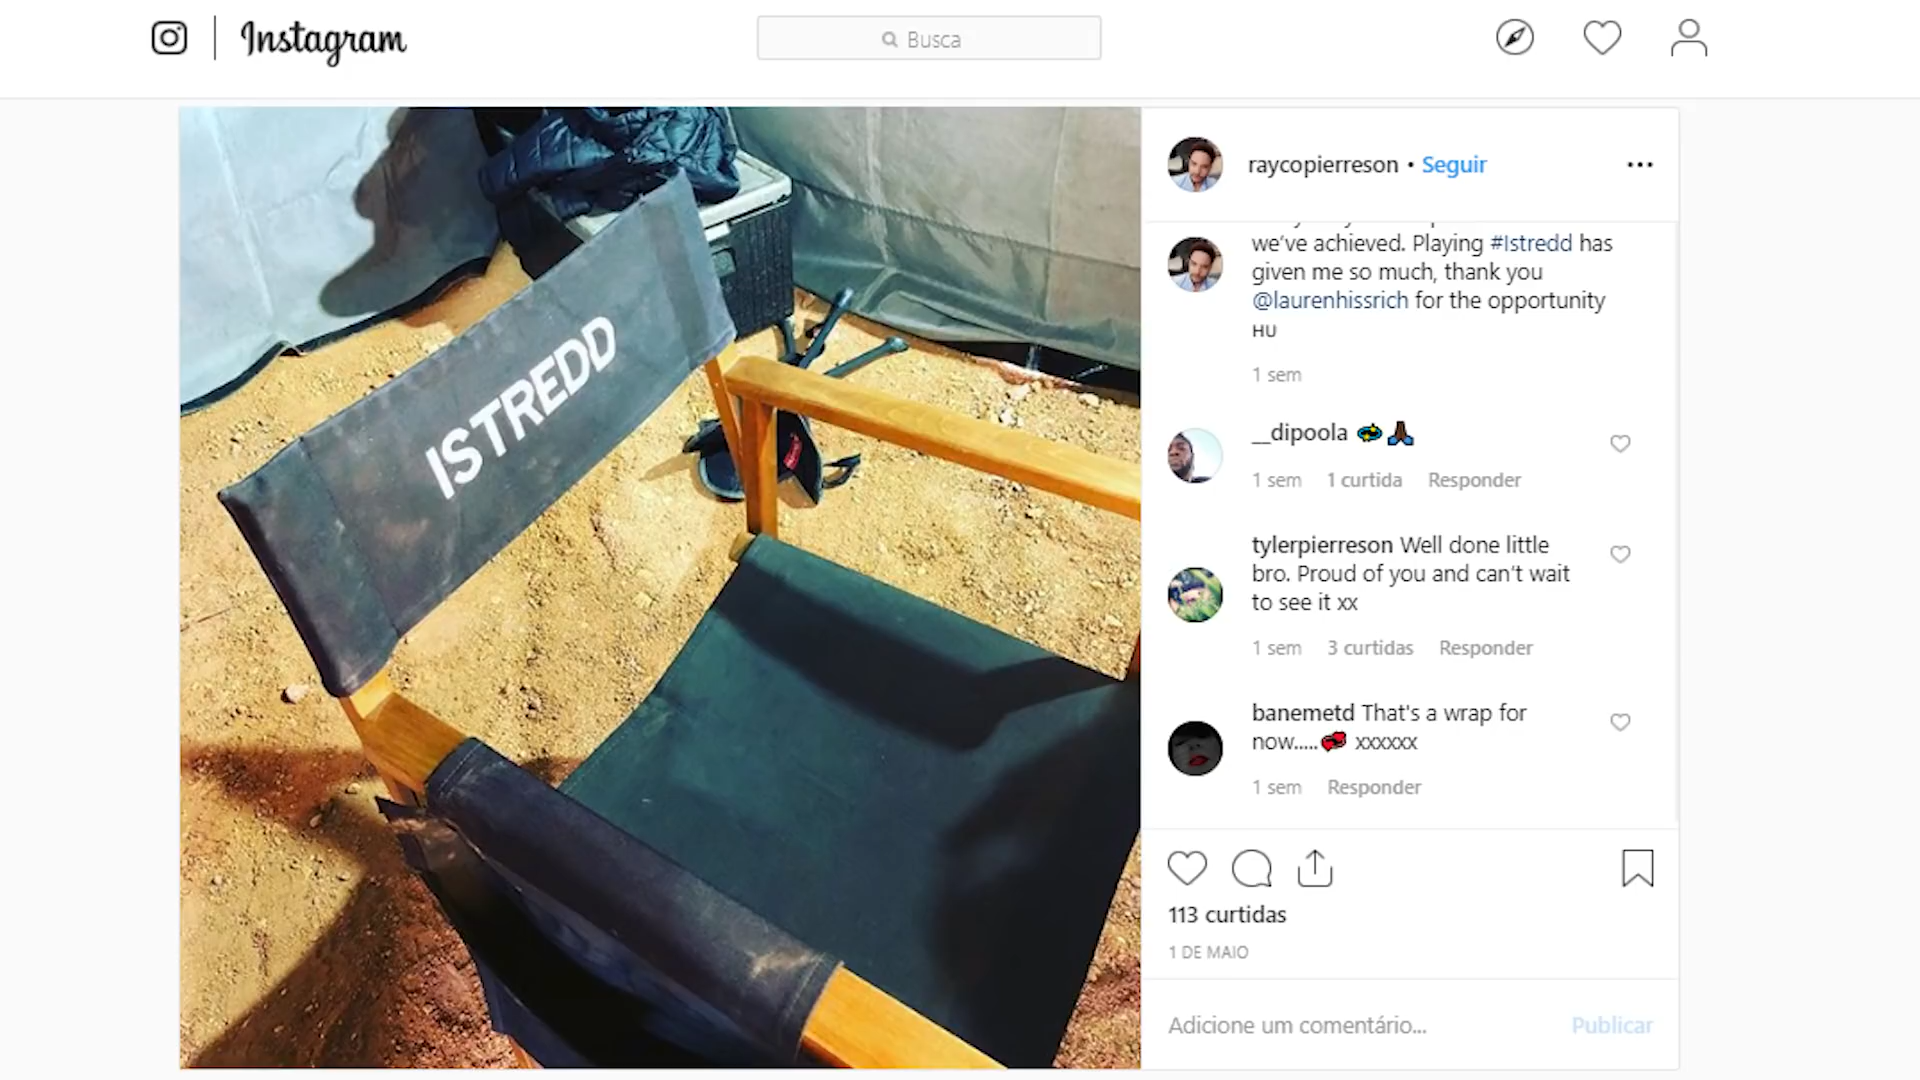 Instagram
Busca
ISTREDD
raycopierreson • Seguir
we've achieved. Playing #Istredd has
given me so much, thank you
@laurenhissrich for the opportunity
HU
1 sem
__dipoola
1 sem 1 curtida Responder
tylerpierreson Well done little
bro. Proud of you and can't wait
to see it xx
1 sem 3 curtidas Responder
banemetd That's a wrap for
now..... xxxxxx
1 sem Responder
113 curtidas
1 DE MAIO
Adicione um comentário... Publicar